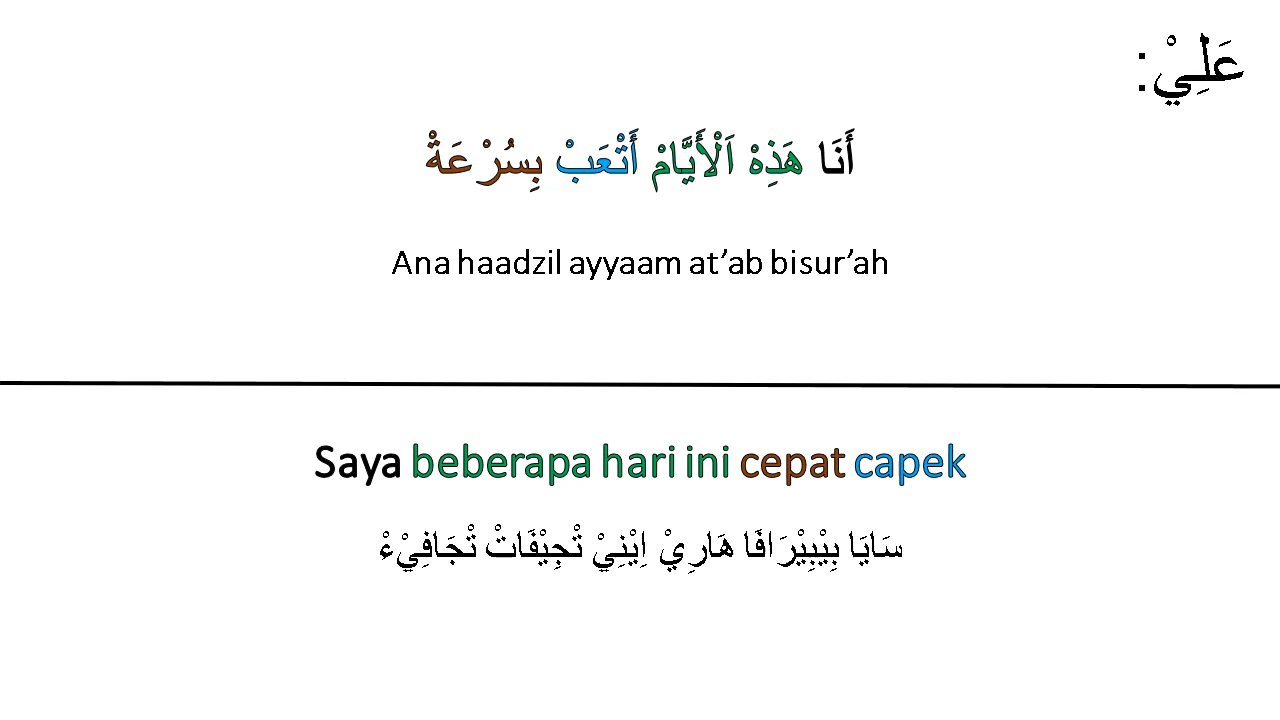 عَلِيْ:
أَنَا هَذِهْ اَلْأَيَّامْ أَتْعَبْ بِسُرْعَةْ
Ana haadzil ayyaam at’ab bisur’ah
Saya beberapa hari ini cepat capek
سَايَا بِيْبِيْرَافَا هَارِيْ اِيْنِيْ تْجِيْفَاتْ تْجَافِيْءْ